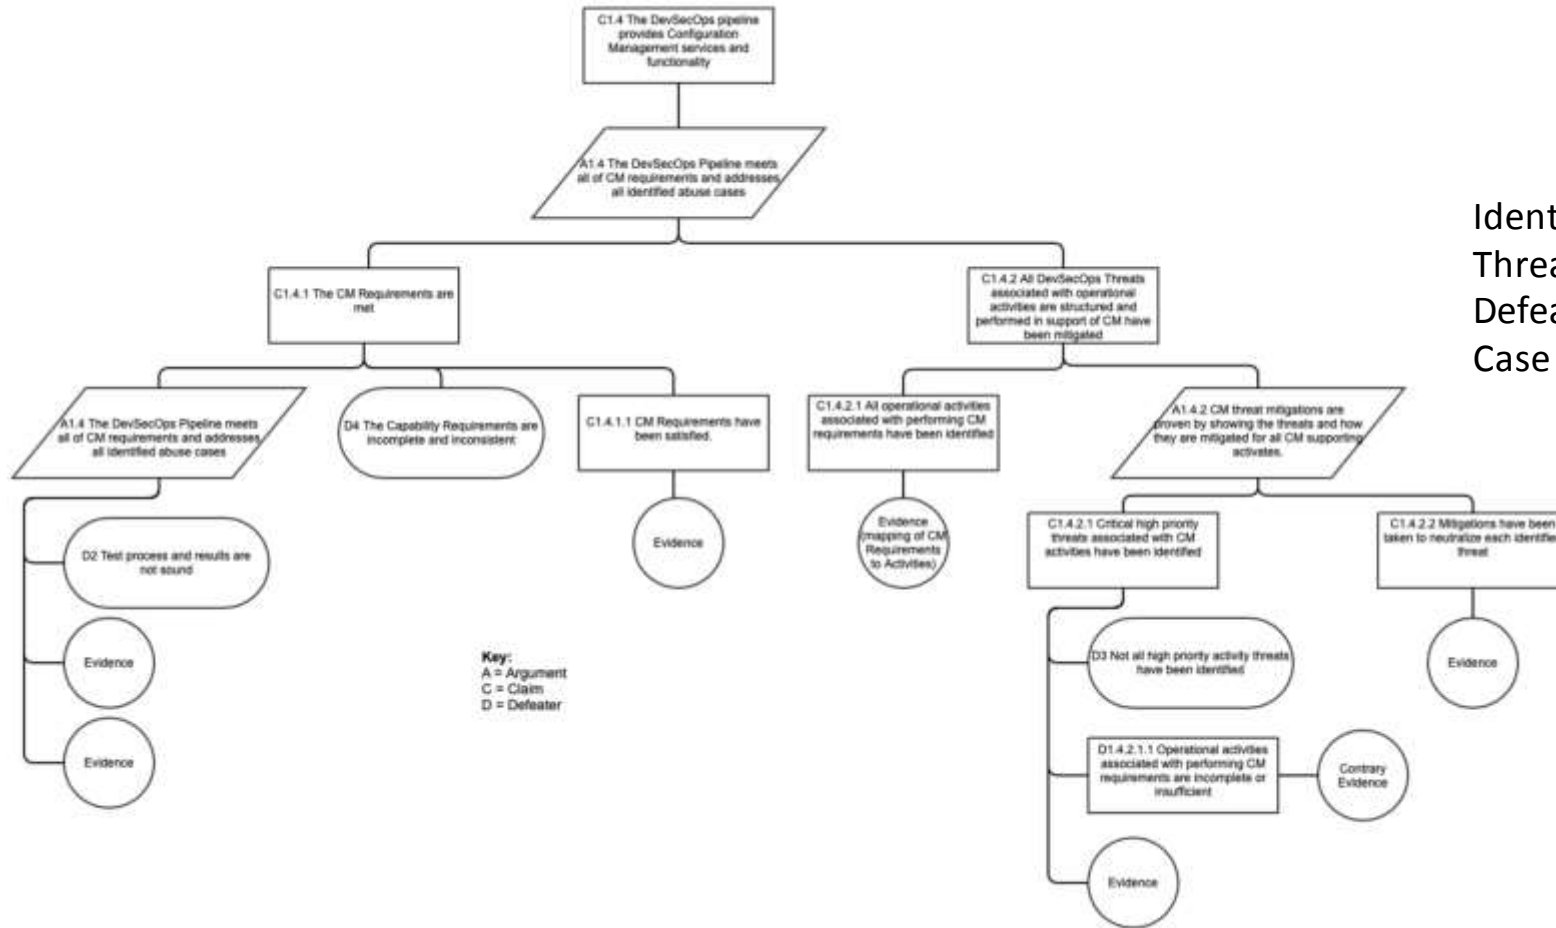 C1.4 The DevSecOps pipeline
provides Configuration
Management services and
functionality
A1.4 The DevSecOps Pipeline meets
all of CM requirements and addresses
all identified abuse cases
Ident
Threa
Defea
Case
C1.4.1 The CM Requirements are
met
C1.4.2 All DevSecOps Threats
associated with operational
activities are structured and
performed in support of CM have
been mitigated
A1.4 The DevSecOps Pipeline meets
all of CM requirements and addresses
all identified abuse cases
D4 The Capability Requirements are
incomplete and inconsistent
C1.4.1.1 CM Requirements have
been satisfied.
C1.4.2.1 All operational activities
associated with performing CM
requirements have been identified
A1.4.2 CM threat mitigations are
proven by showing the threats and how
they are mitigated for all CM supporting
activates.
D2 Test process and results are
not sound
Evidence
Evidence
(mapping of CM
Requirements
to Activities)
C1.4.2.1 Critical high priority
threats associated with CM
activities have been identified
C1.4.2.2 Mitigations have been
taken to neutralize each identifie
threat
Evidence
Evidence
Key:
A = Argument
C = Claim
D = Defeater
D3 Not all high priority activity threats
have been identified
Evidence
D1.4.2.1.1 Operational activities
associated with performing CM
requirements are incomplete or
insufficient
Contrary
Evidence
Evidence